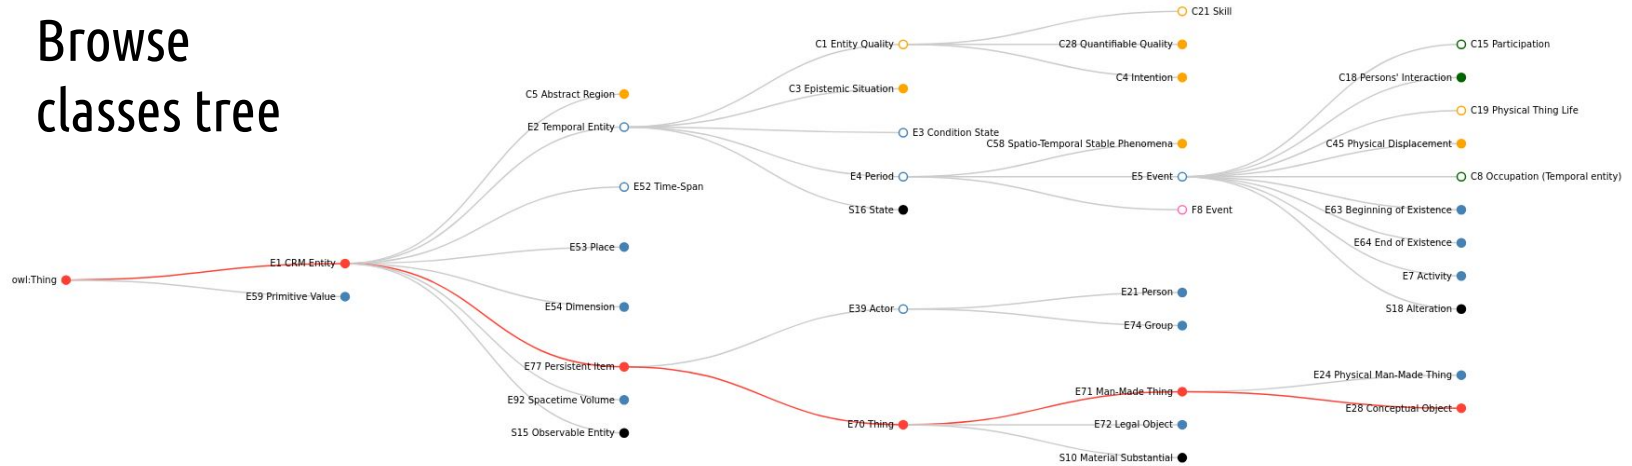 Browse
classes tree
owl:Thing
E1 CRM Entity
E59 Primitive Value
C5 Abstract Region
E2 Temporal Entity
E52 Time-Span
E53 Place
E54 Dimension
E77 Persistent Item
E92 Spacetime Volume
S15 Observable Entity
C1 Entity Quality
C3 Epistemic Situation
E3 Condition State
E4 Period
S16 State
E39 Actor
E70 Thing
C21 Skill
C28 Quantifiable Quality
C4 Intention
C58 Spatio-Temporal Stable Phenomena
E5 Event
F8 Event
E21 Person
E74 Group
E71 Man-Made Thing
E72 Legal Object
S10 Material Substantial
C15 Participation
C18 Persons' Interaction
C19 Physical Thing Life
C45 Physical Displacement
C8 Occupation (Temporal entity)
E63 Beginning of Existence
E64 End of Existence
E7 Activity
S18 Alteration
E24 Physical Man-Made Thing
E28 Conceptual Object